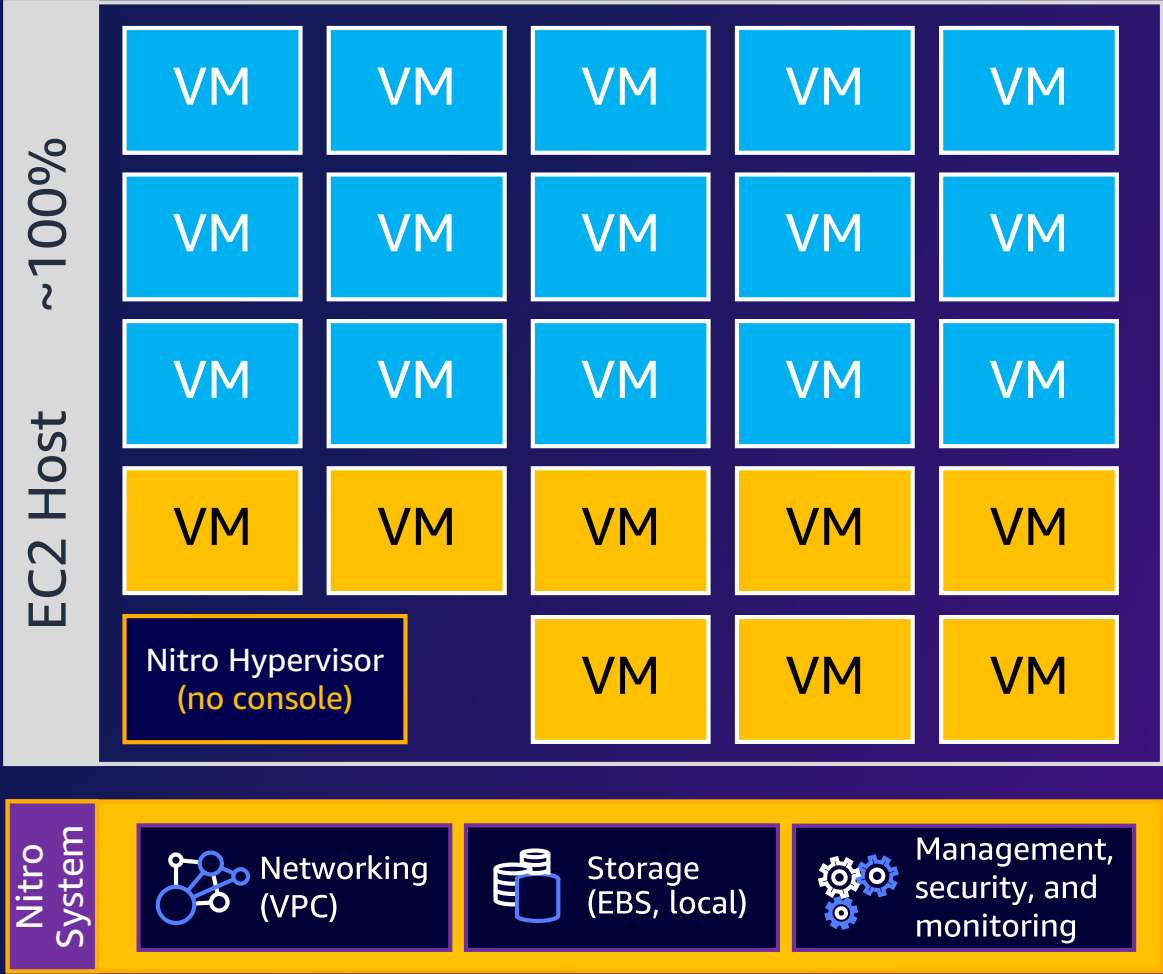 EC2 Host ~100%
VM VM VM VM VM
VM VM VM VM VM
VM VM VM VM VM
VM VM VM VM VM
Nitro Hypervisor
(no console)
VM VM VM
Nitro
System
Networking
(VPC)
Storage
(EBS, local)
Management,
security, and
monitoring